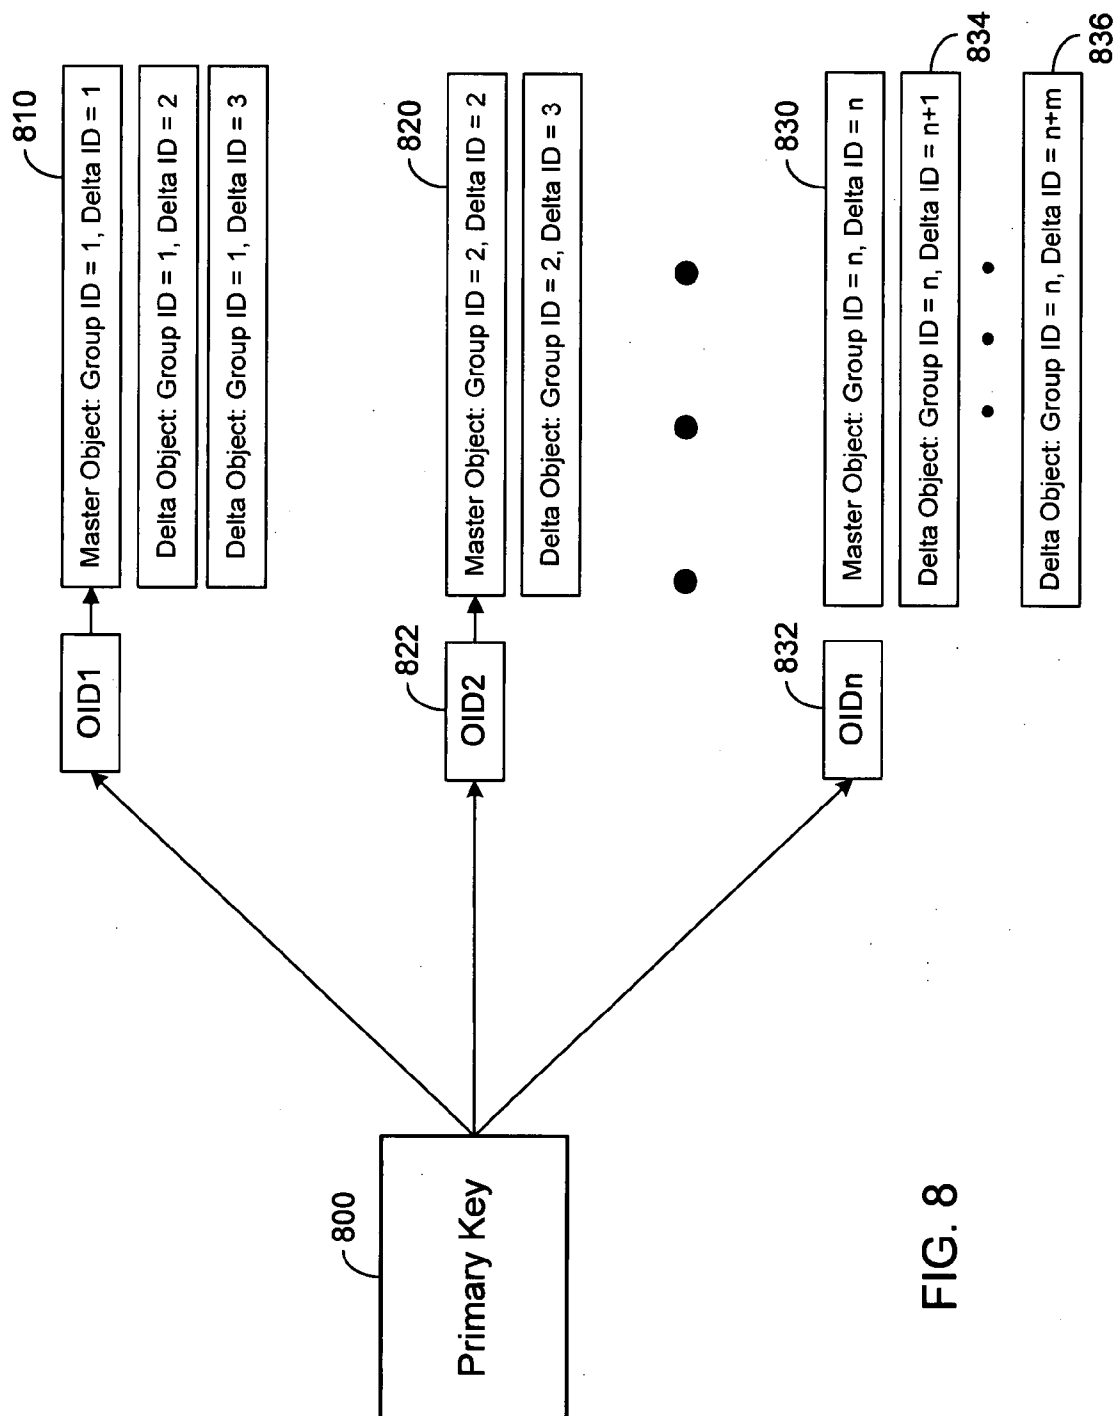 810
Master Object: Group ID = 1, Delta ID = 1
OID1
Delta Object: Group ID = 1, Delta ID = 2
Delta Object: Group ID = 1, Delta ID = 3
800
Primary Key
820
822
OID2
Master Object: Group ID = 2, Delta ID = 2
Delta Object: Group ID = 2, Delta ID = 3
830
832
OIDn
Master Object: Group ID = n, Delta ID = n
834
Delta Object: Group ID = n, Delta ID = n+1
836
Delta Object: Group ID = n, Delta ID = n+m
FIG. 8